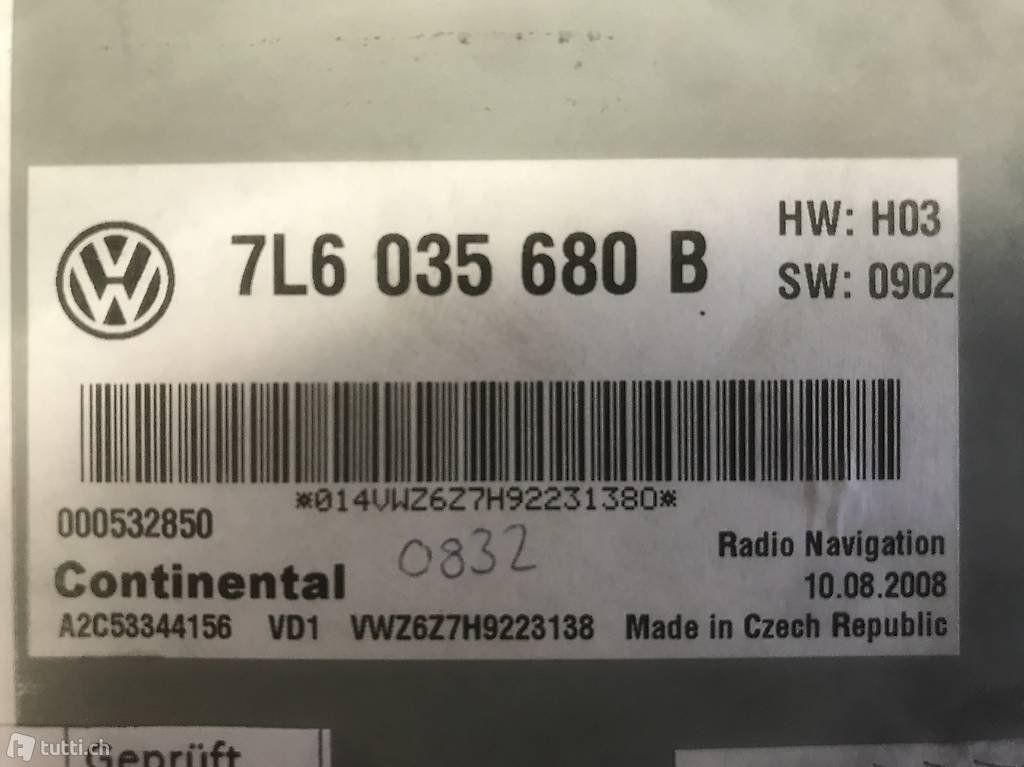 7L6 035 680 B
HW: H03
SW: 0902
*014VWZ6Z7H92231380*
000532850
0832
Radio Navigation
Continental
10.08.2008
A2C53344156 VD1 VWZ6Z7H9223138 Made in Czech Republic
tutti.ch
Geprüft